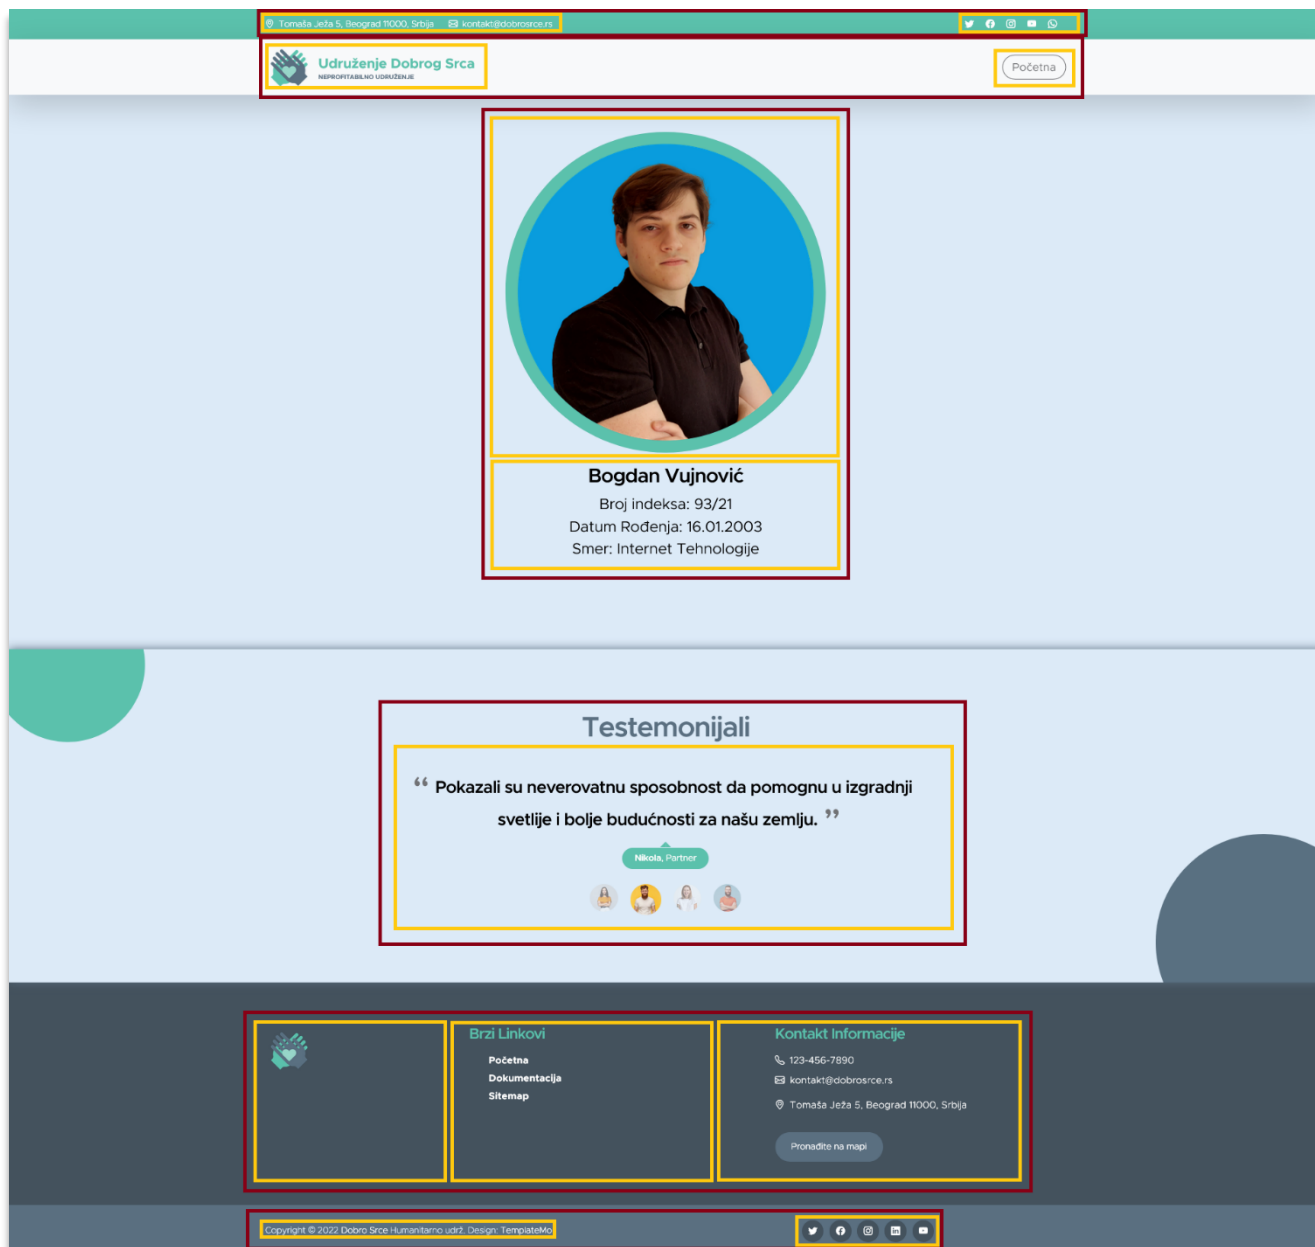 Tomaša Ježa 5, Beograd 11000, Srbija kontakt@dobrosrce.rs
Udruženje Dobrog Srca
NEPROFITABILNO UDRUŽENJE
Početna
Bogdan Vujnović
Broj indeksa: 93/21
Datum Rođenja: 16.01.2003
Smer: Internet Tehnologije
Testemonijali
“ Pokazali su neverovatnu sposobnost da pomognu u izgradnji
svetlije i bolje budućnosti za našu zemlju. ”
Nikola, Partner
Brzi Linkovi
Početna
Dokumentacija
Sitemap
Kontakt Informacije
123-456-7890
kontakt@dobrosrce.rs
Tomaša Ježa 5, Beograd 11000, Srbija
Pronađite na mapi
Copyright © 2022 Dobro Srce Humanitarno udrž. Design: TemplateMo